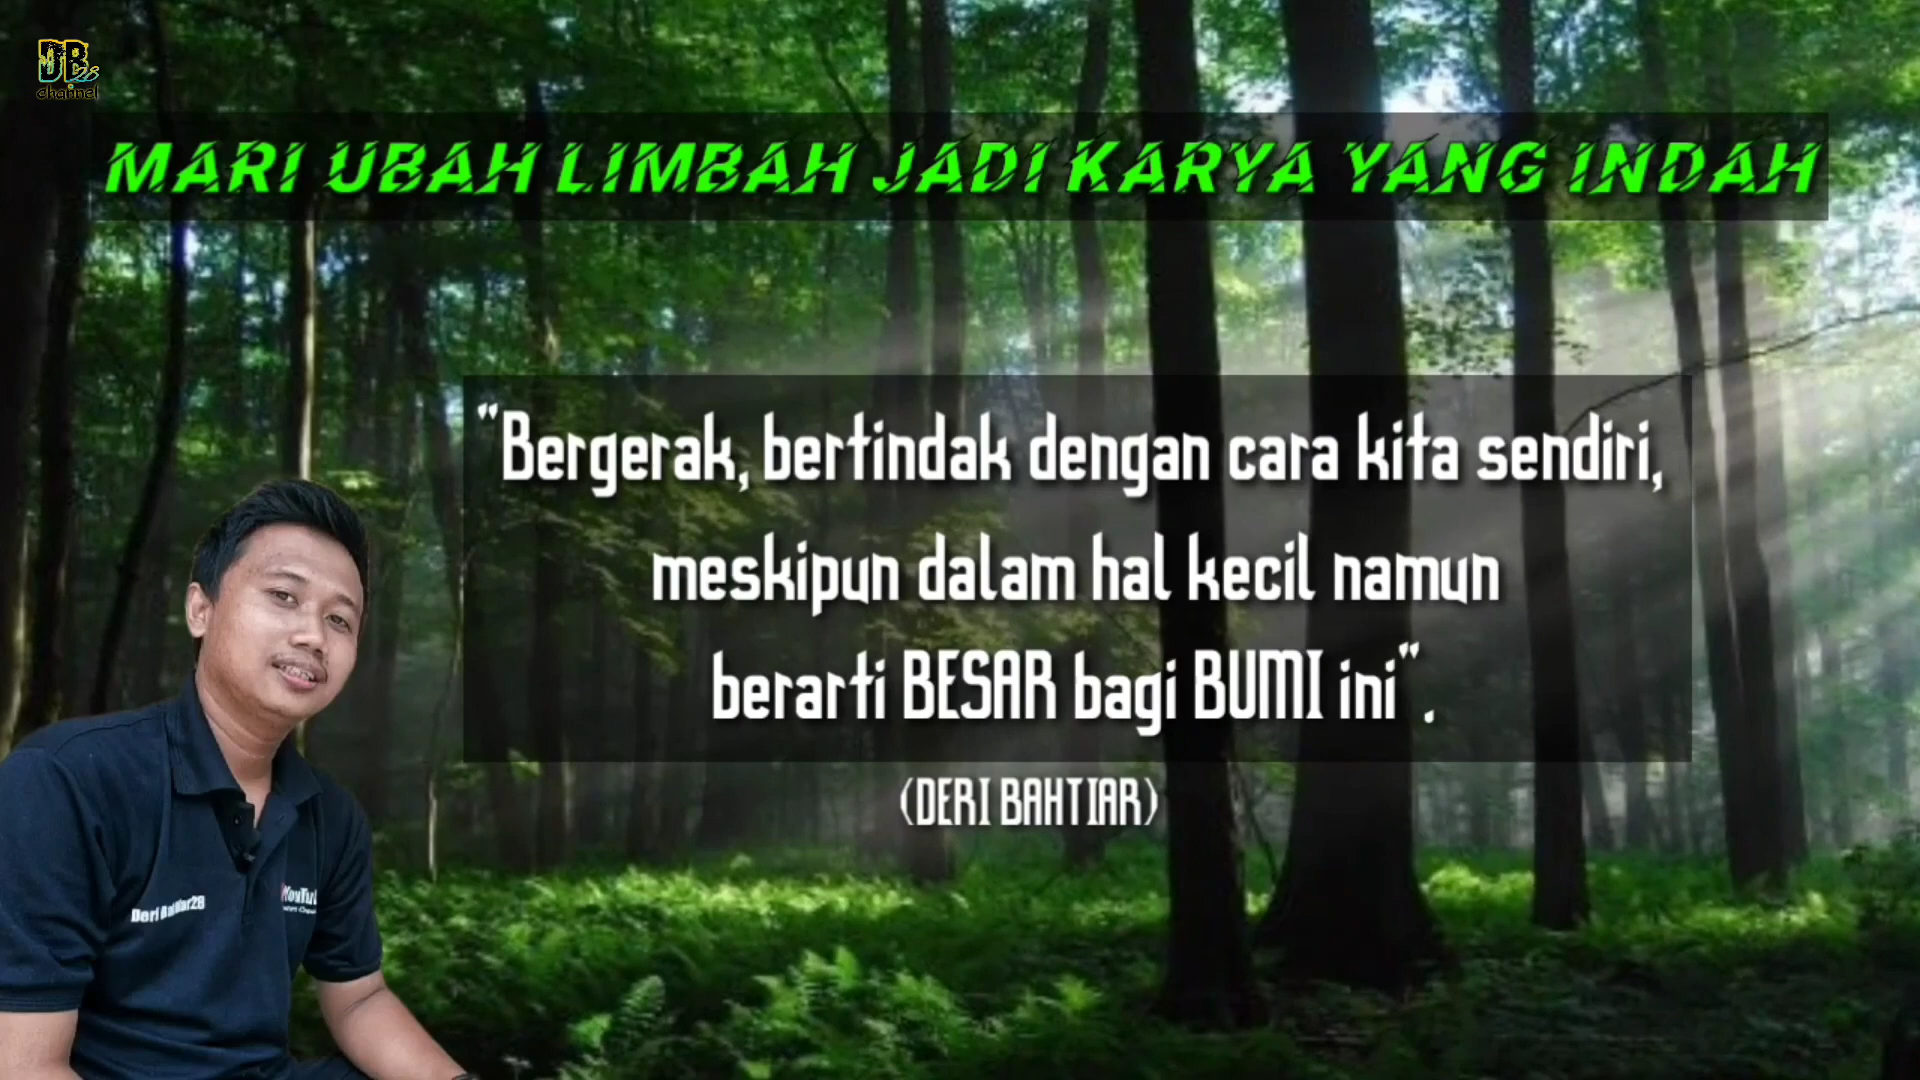 DB28
channel
MARI UBAH LIMBAH JADI KARYA YANG INDAH
"Bergerak, bertindak dengan cara kita sendiri,
meskipun dalam hal kecil namun
berarti BESAR bagi BUMI ini".
(DERI BAHTIAR)